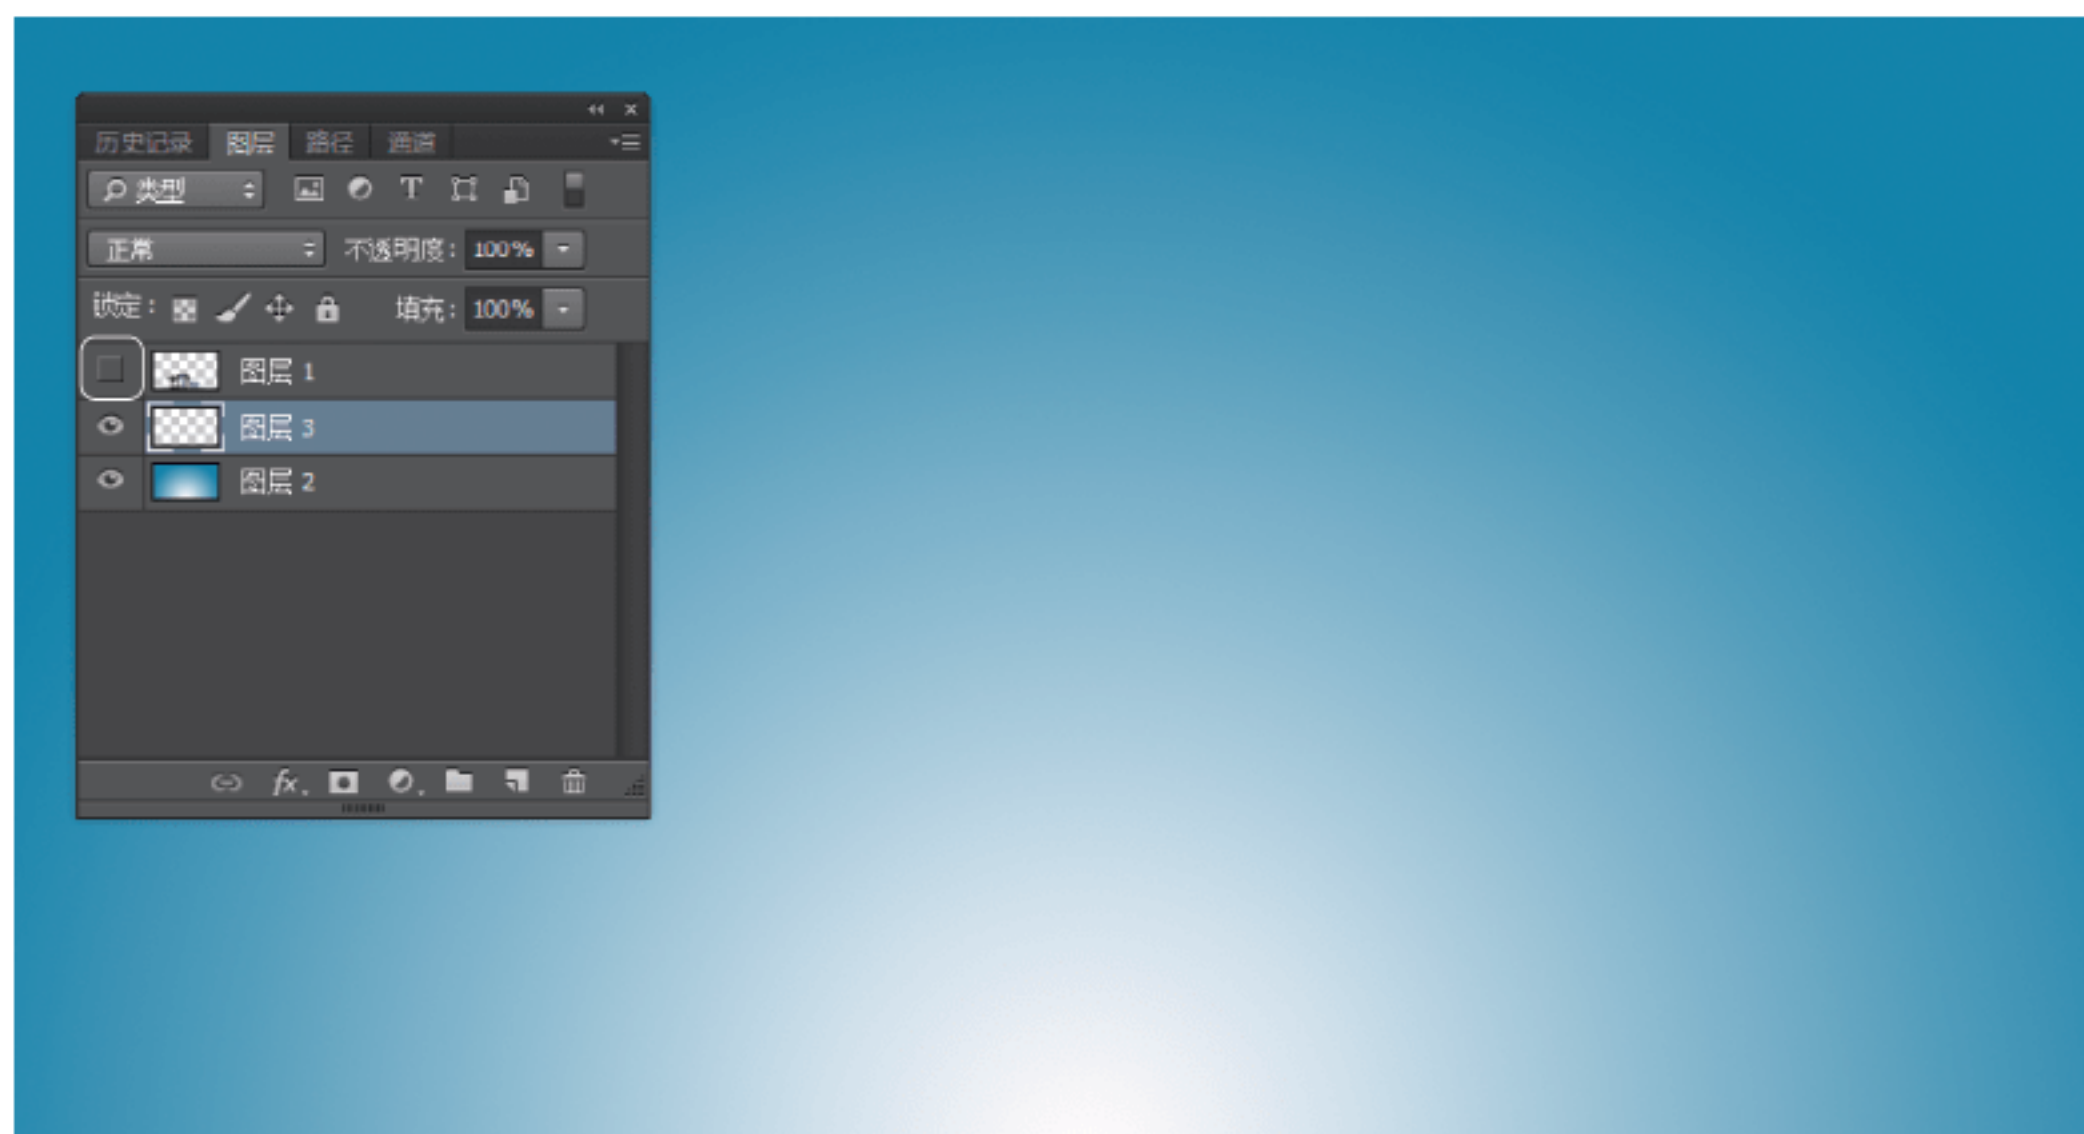 历史记录 图层 路径 通道
类型 T
正常 不透明度: 100%
锁定: 填充: 100%
图层 1
图层 3
图层 2
fx.